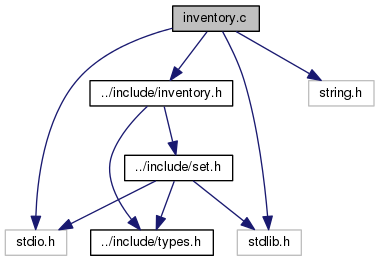 inventory.c
../include/inventory.h
string.h
../include/set.h
stdio.h
../include/types.h
stdlib.h